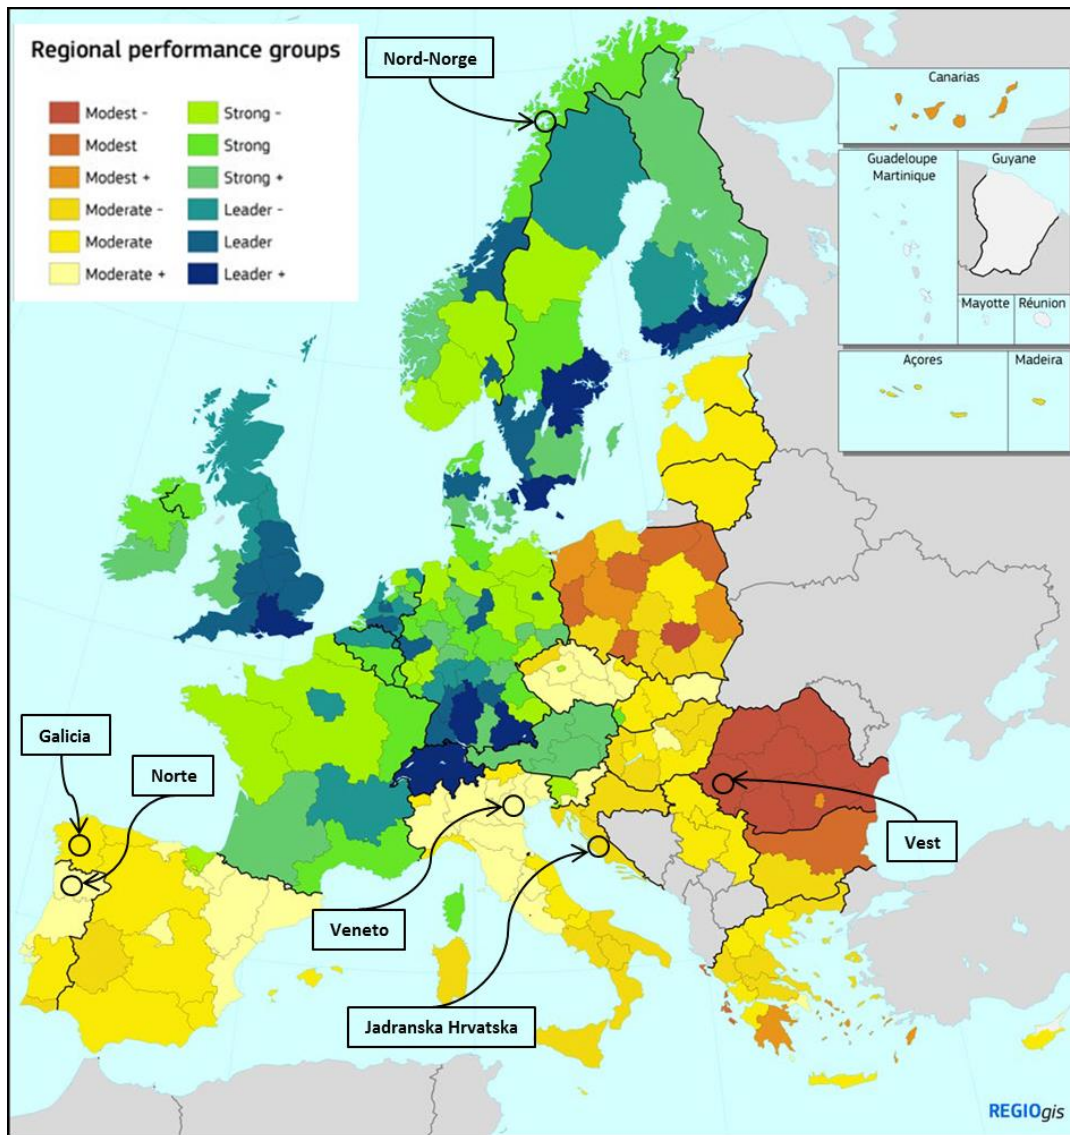 Regional performance groups
Modest -
Modest
Modest +
Moderate -
Moderate
Moderate +
Strong -
Strong
Strong +
Leader -
Leader
Leader +
Nord-Norge
Canarias
Guadeloupe
Martinique
Guyane
Mayotte
Réunion
Açores
Madeira
Galicia
Norte
Veneto
Jadranska Hrvatska
Vest
REGIOgis